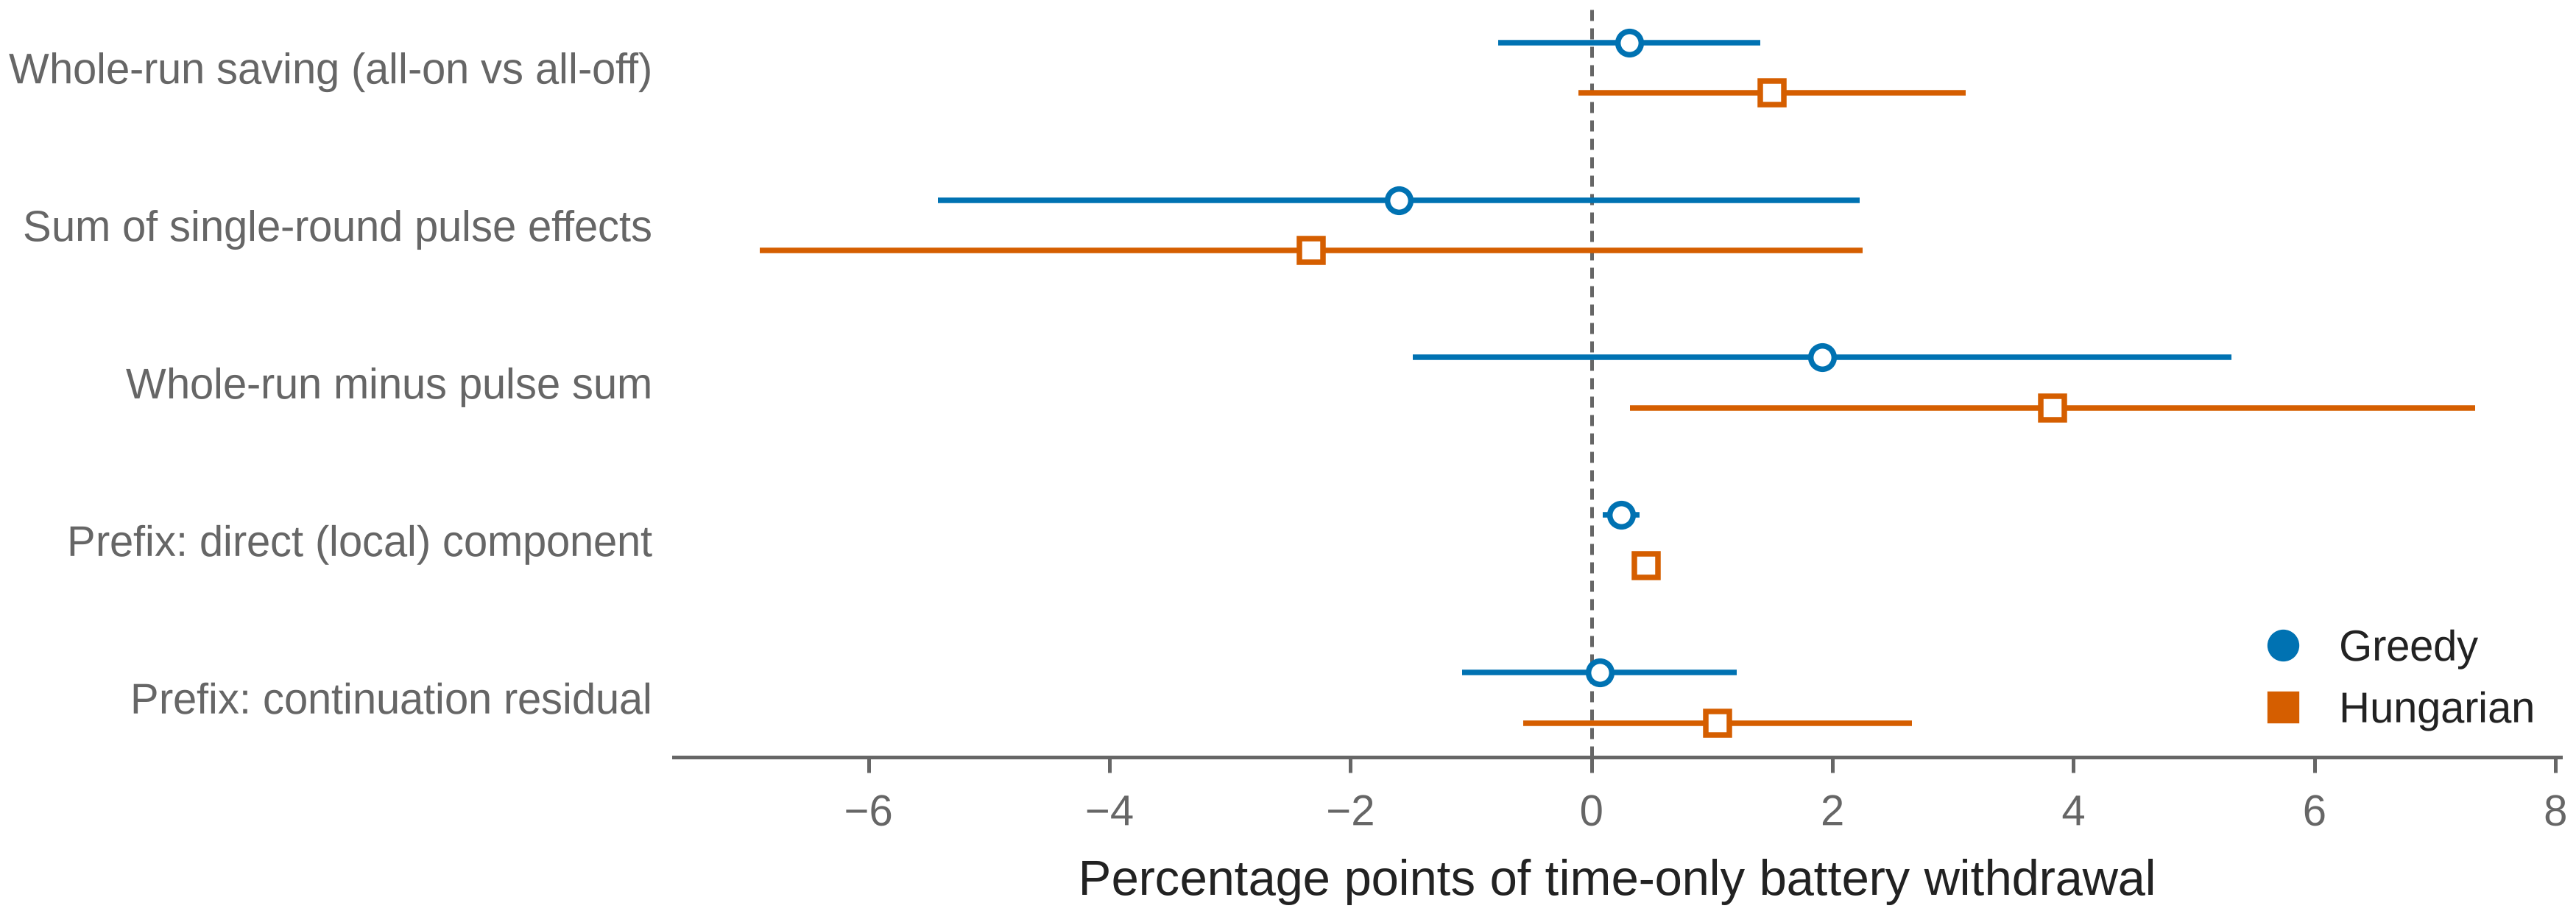 Whole-run saving (all-on vs all-off)
Sum of single-round pulse effects
Whole-run minus pulse sum
Prefix: direct (local) component
Prefix: continuation residual
Greedy
Hungarian
−6 −4 −2 0 2 4 6 8
Percentage points of time-only battery withdrawal